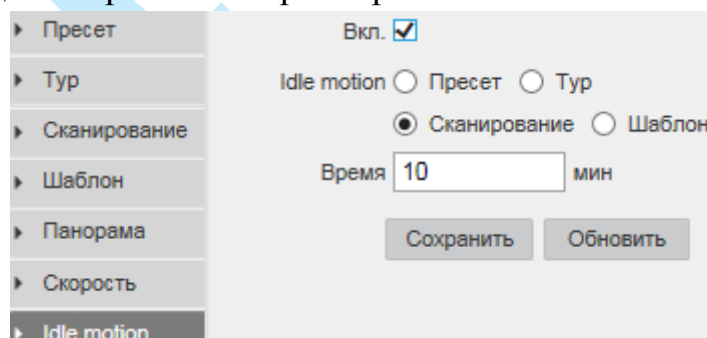 Пресет
Тур
Сканирование
Шаблон
Панорама
Скорость
Idle motion
Вкл.
Idle motion Пресет Тур
Сканирование Шаблон
Время 10 мин
Сохранить Обновить